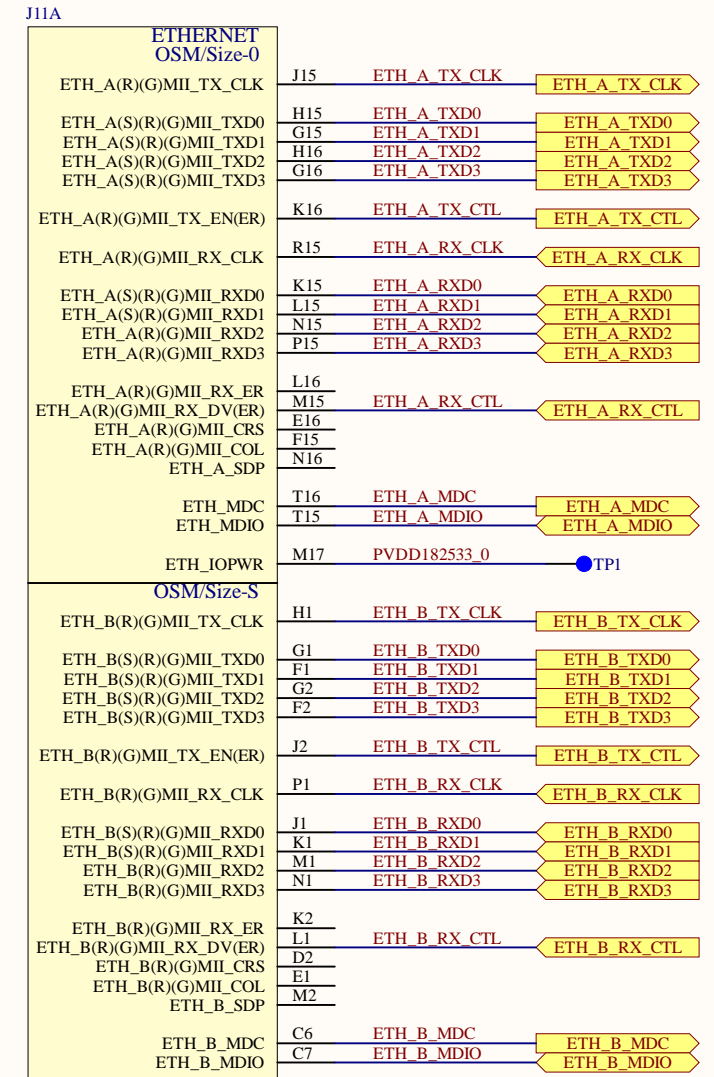 J11A
ETHERNET
OSM/Size-0
ETH_A(R)(G)MII_TX_CLK J15 ETH_A_TX_CLK ETH_A_TX_CLK
ETH_A(S)(R)(G)MII_TXD0 H15 ETH_A_TXD0 ETH_A_TXD0
ETH_A(S)(R)(G)MII_TXD1 G15 ETH_A_TXD1 ETH_A_TXD1
ETH_A(S)(R)(G)MII_TXD2 H16 ETH_A_TXD2 ETH_A_TXD2
ETH_A(S)(R)(G)MII_TXD3 G16 ETH_A_TXD3 ETH_A_TXD3
ETH_A(R)(G)MII_TX_EN(ER) K16 ETH_A_TX_CTL ETH_A_TX_CTL
ETH_A(R)(G)MII_RX_CLK R15 ETH_A_RX_CLK ETH_A_RX_CLK
ETH_A(S)(R)(G)MII_RXD0 K15 ETH_A_RXD0 ETH_A_RXD0
ETH_A(S)(R)(G)MII_RXD1 L15 ETH_A_RXD1 ETH_A_RXD1
ETH_A(R)(G)MII_RXD2 N15 ETH_A_RXD2 ETH_A_RXD2
ETH_A(R)(G)MII_RXD3 P15 ETH_A_RXD3 ETH_A_RXD3
ETH_A(R)(G)MII_RX_ER L16
ETH_A(R)(G)MII_RX_DV(ER) M15 ETH_A_RX_CTL ETH_A_RX_CTL
ETH_A(R)(G)MII_CRS E16
ETH_A(R)(G)MII_COL F15
ETH_A_SDP N16
ETH_MDC T16 ETH_A_MDC ETH_A_MDC
ETH_MDIO T15 ETH_A_MDIO ETH_A_MDIO
ETH_IOPWR M17 PVDD182533_0 TP1
OSM/Size-S
ETH_B(R)(G)MII_TX_CLK H1 ETH_B_TX_CLK ETH_B_TX_CLK
ETH_B(S)(R)(G)MII_TXD0 G1 ETH_B_TXD0 ETH_B_TXD0
ETH_B(S)(R)(G)MII_TXD1 F1 ETH_B_TXD1 ETH_B_TXD1
ETH_B(S)(R)(G)MII_TXD2 G2 ETH_B_TXD2 ETH_B_TXD2
ETH_B(S)(R)(G)MII_TXD3 F2 ETH_B_TXD3 ETH_B_TXD3
ETH_B(R)(G)MII_TX_EN(ER) J2 ETH_B_TX_CTL ETH_B_TX_CTL
ETH_B(R)(G)MII_RX_CLK P1 ETH_B_RX_CLK ETH_B_RX_CLK
ETH_B(S)(R)(G)MII_RXD0 J1 ETH_B_RXD0 ETH_B_RXD0
ETH_B(S)(R)(G)MII_RXD1 K1 ETH_B_RXD1 ETH_B_RXD1
ETH_B(R)(G)MII_RXD2 M1 ETH_B_RXD2 ETH_B_RXD2
ETH_B(R)(G)MII_RXD3 N1 ETH_B_RXD3 ETH_B_RXD3
ETH_B(R)(G)MII_RX_ER K2
ETH_B(R)(G)MII_RX_DV(ER) L1 ETH_B_RX_CTL ETH_B_RX_CTL
ETH_B(R)(G)MII_CRS D2
ETH_B(R)(G)MII_COL E1
ETH_B_SDP M2
ETH_B_MDC C6 ETH_B_MDC ETH_B_MDC
ETH_B_MDIO C7 ETH_B_MDIO ETH_B_MDIO